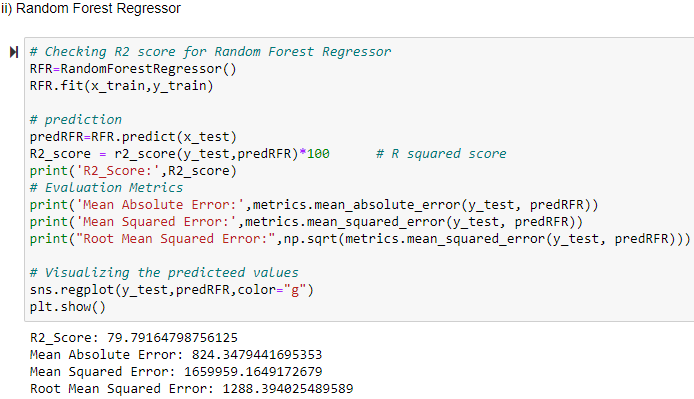 ii) Random Forest Regressor
# Checking R2 score for Random Forest Regressor
RFR=RandomForestRegressor()
RFR.fit(x_train,y_train)
# prediction
predRFR=RFR.predict(x_test)
R2_score = r2_score(y_test,predRFR)*100      # R squared score
print('R2_Score:',R2_score)
# Evaluation Metrics
print('Mean Absolute Error:',metrics.mean_absolute_error(y_test, predRFR))
print('Mean Squared Error:',metrics.mean_squared_error(y_test, predRFR))
print("Root Mean Squared Error:",np.sqrt(metrics.mean_squared_error(y_test, predRFR)))
# Visualizing the predicteed values
sns.regplot(y_test,predRFR,color="g")
plt.show()
R2_Score: 79.79164798756125
Mean Absolute Error: 824.3479441695353
Mean Squared Error: 1659959.1649172679
Root Mean Squared Error: 1288.394025489589